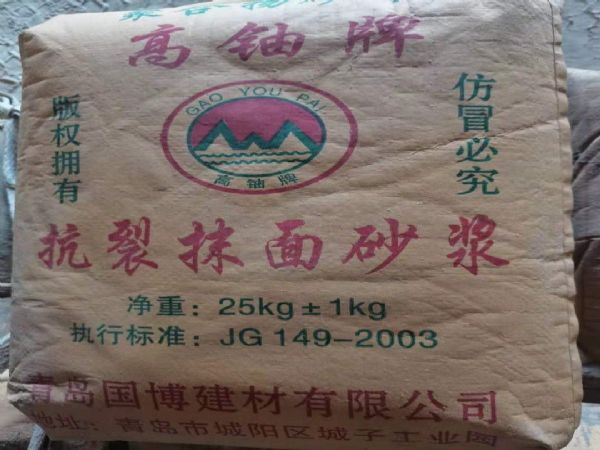 高铀牌
GAO YOU PAI
高铀牌
版权拥有
仿冒必究
抗裂抹面砂浆
净重：25kg±1kg
执行标准：JG 149-2003
青岛国博建材有限公司
地址：青岛市城阳区城子工业园